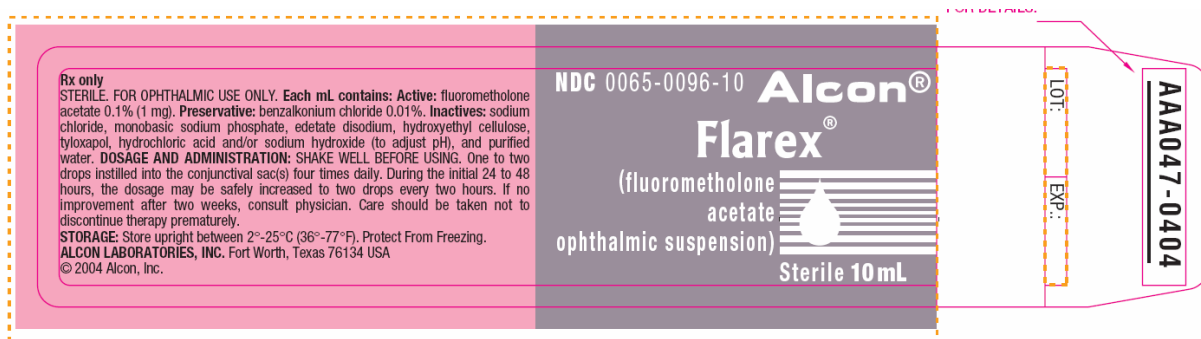 FOR DETAILS.
Rx only
STERILE. FOR OPHTHALMIC USE ONLY. Each mL contains: Active: fluorometholone
acetate 0.1% (1 mg). Preservative: benzalkonium chloride 0.01%. Inactives: sodium
chloride, monobasic sodium phosphate, edetate disodium, hydroxyethyl cellulose,
tyloxapol, hydrochloric acid and/or sodium hydroxide (to adjust pH), and purified
water. DOSAGE AND ADMINISTRATION: SHAKE WELL BEFORE USING. One to two
drops instilled into the conjunctival sac(s) four times daily. During the initial 24 to 48
hours, the dosage may be safely increased to two drops every two hours. If no
improvement after two weeks, consult physician. Care should be taken not to
discontinue therapy prematurely.
STORAGE: Store upright between 2°-25°C (36°-77°F). Protect From Freezing.
ALCON LABORATORIES, INC. Fort Worth, Texas 76134 USA
© 2004 Alcon, Inc.
NDC 0065-0096-10 Alcon®
Flarex®
(fluorometholone
acetate
ophthalmic suspension)
Sterile 10 mL
LOT:
EXP.:
AAA047-0404